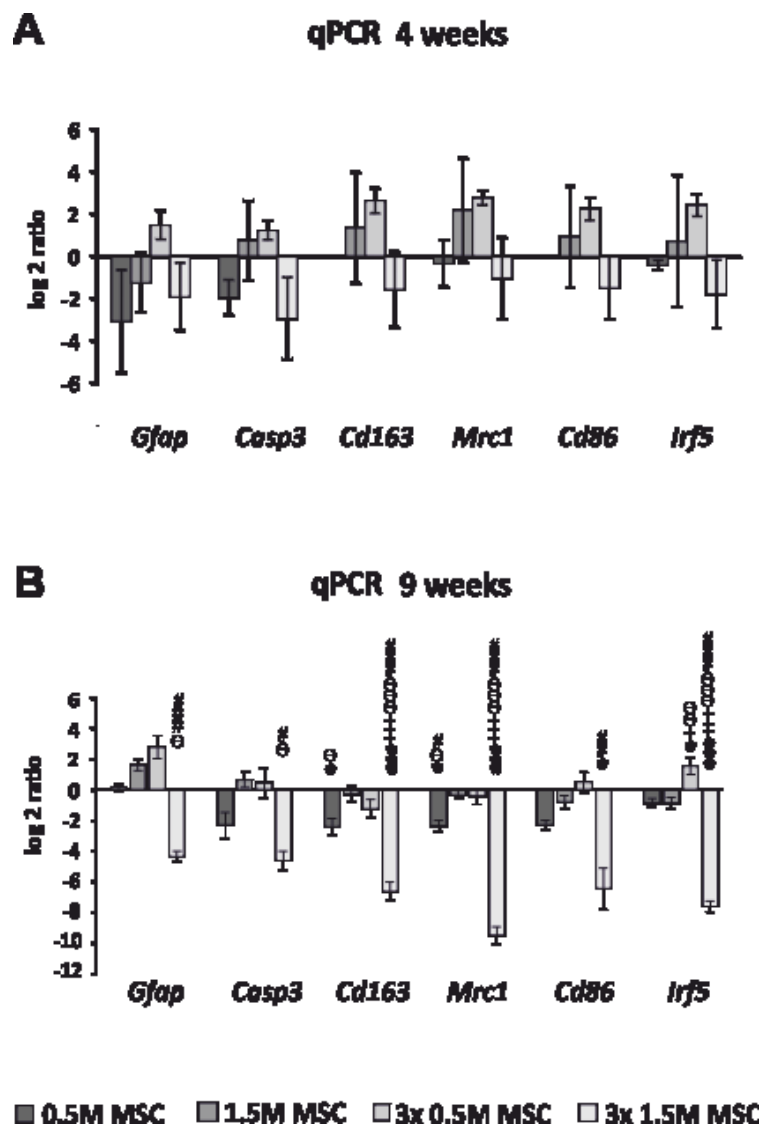 A
qPCR 4 weeks
6
4
2
0
-2
-4
-6
log 2 ratio
Gfap Casp3 Cd163 Mrc1 Cd86 Irf5
B
qPCR 9 weeks
6
4
2
0
-2
-4
-6
-8
-10
-12
log 2 ratio
Gfap Casp3 Cd163 Mrc1 Cd86 Irf5
0.5M MSC 1.5M MSC 3x 0.5M MSC 3x 1.5M MSC